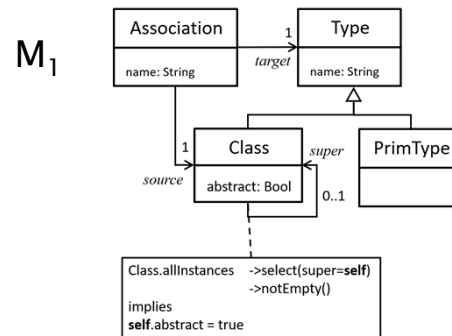 M1
Association
name: String
1
target
Type
name: String
1
source
Class
abstract: Bool
super
0..1
PrimType
Class.allInstances ->select(super=self)
->notEmpty()
implies
self.abstract = true